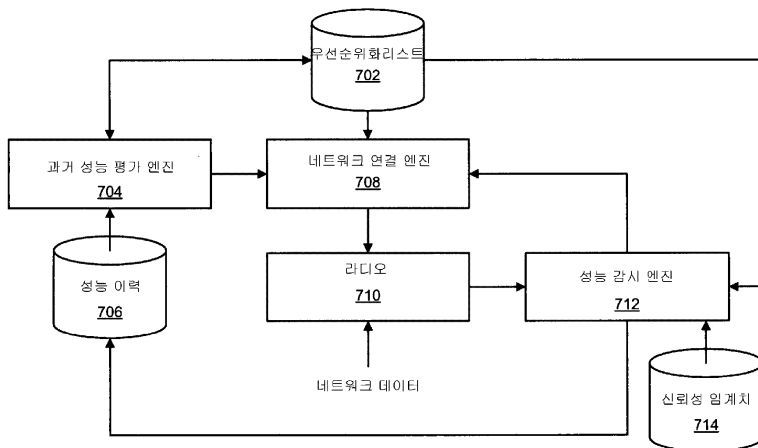 우선순위화리스트
702
과거 성능 평가 엔진
704
네트워크 연결 엔진
708
성능 이력
706
라디오
710
성능 감시 엔진
712
네트워크 데이터
신뢰성 임계치
714